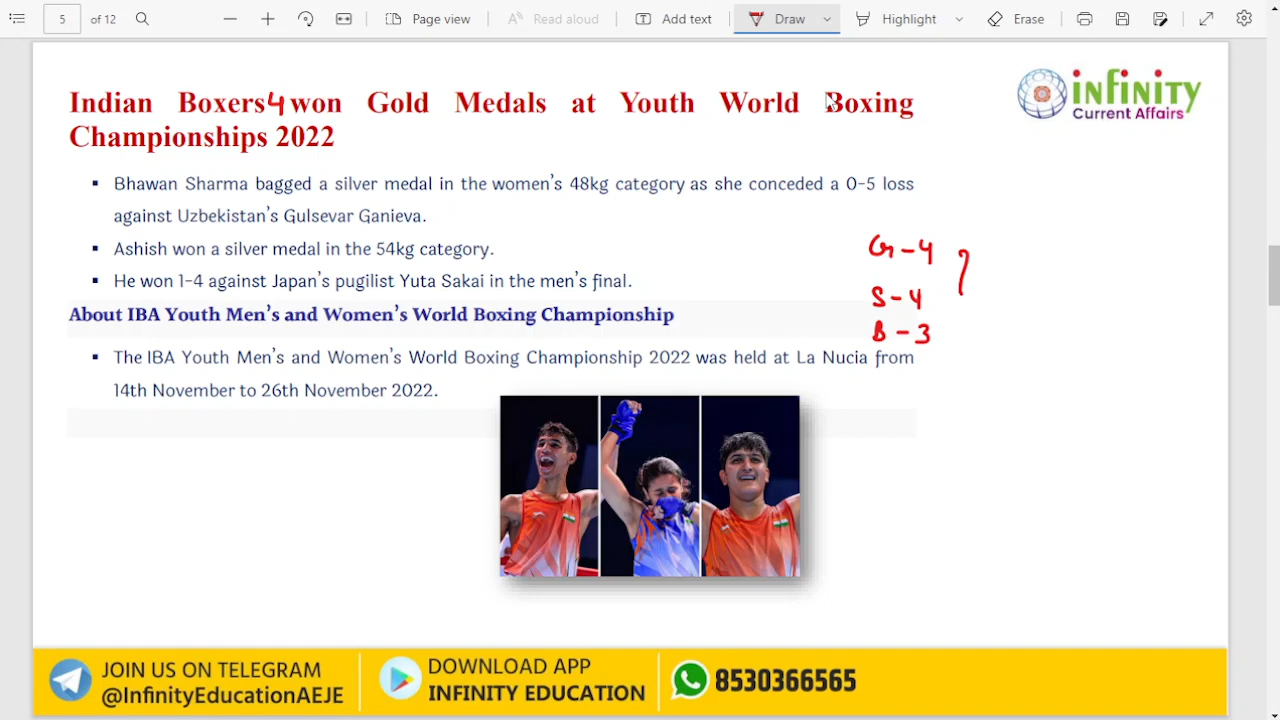 5 of 12 Page view Read aloud Add text Draw Highlight Erase
infinity
Current Affairs
Indian Boxers 4 won Gold Medals at Youth World Boxing
Championships 2022
Bhawan Sharma bagged a silver medal in the women's 48kg category as she conceded a 0-5 loss
against Uzbekistan's Gulsevar Ganieva.
Ashish won a silver medal in the 54kg category.
He won 1-4 against Japan's pugilist Yuta Sakai in the men's final.
G - 4
S - 4
B - 3
About IBA Youth Men's and Women's World Boxing Championship
The IBA Youth Men's and Women's World Boxing Championship 2022 was held at La Nucia from
14th November to 26th November 2022.
JOIN US ON TELEGRAM
@InfinityEducationAEJE
DOWNLOAD APP
INFINITY EDUCATION
8530366565